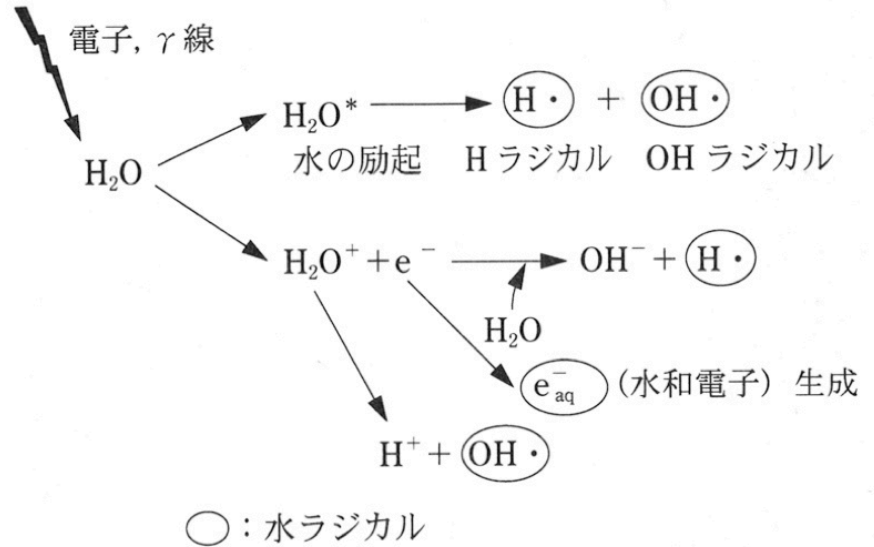 電子, γ線
H₂O* → H・ + OH・
水の励起 Hラジカル OHラジカル
H₂O
H₂O⁺ + e⁻ → OH⁻ + H・
H₂O
e⁻aq (水和電子) 生成
H⁺ + OH・
○:水ラジカル